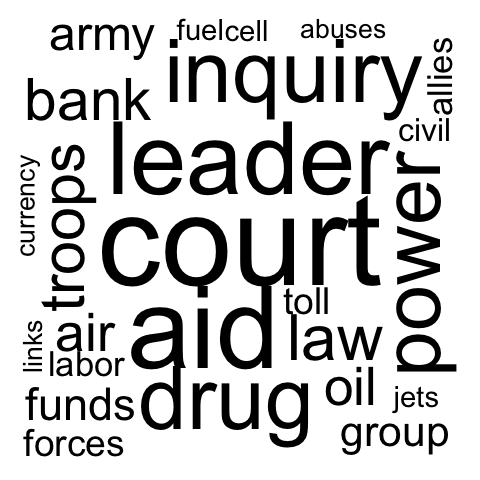 army
fuelcell
abuses
inquiry
allies
bank
civil
leader
troops
power
currency
court
aid
toll
law
links
air
labor
drug
oil
funds
jets
group
forces